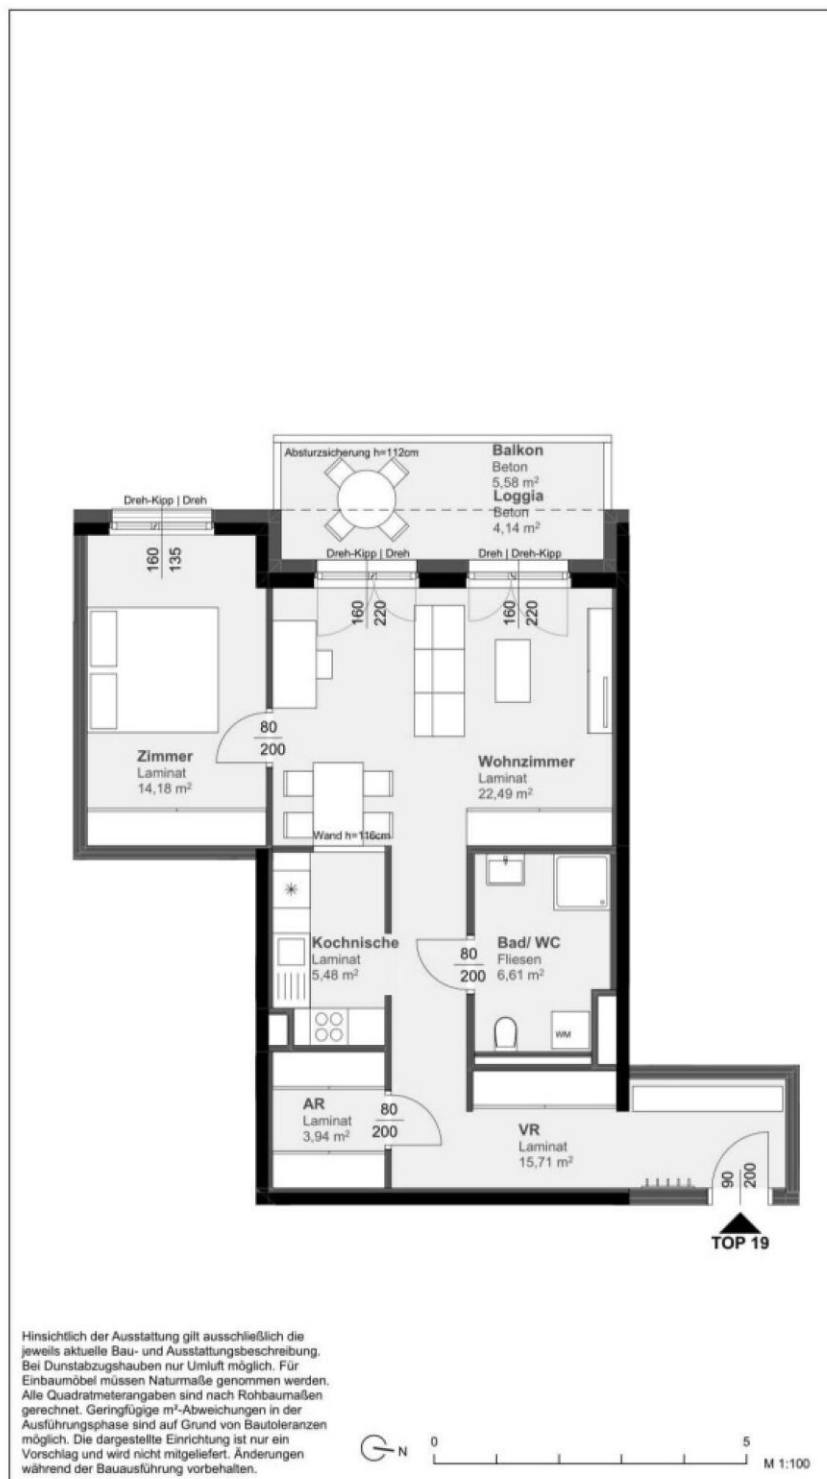 Absturzsicherung h=112cm
Balkon
Beton
5,58 m²
Loggia
Beton
4,14 m²
Dreh-Kipp | Dreh
160
135
Dreh-Kipp | Dreh
160
220
Dreh | Dreh-Kipp
160
220
80
200
Zimmer
Laminat
14,18 m²
Wohnzimmer
Laminat
22,49 m²
Wand h=116cm
Kochnische
Laminat
5,48 m²
80
200
Bad/ WC
Fliesen
6,61 m²
WM
AR
Laminat
3,94 m²
80
200
VR
Laminat
15,71 m²
90
200
TOP 19
Hinsichtlich der Ausstattung gilt ausschließlich die
jeweils aktuelle Bau- und Ausstattungsbeschreibung.
Bei Dunstabzugshauben nur Umluft möglich. Für
Einbaumöbel müssen Naturmaße genommen werden.
Alle Quadratmeterangaben sind nach Rohbaumaßen
gerechnet. Geringfügige m²-Abweichungen in der
Ausführungsphase sind auf Grund von Bautoleranzen
möglich. Die dargestellte Einrichtung ist nur ein
Vorschlag und wird nicht mitgeliefert. Änderungen
während der Bauausführung vorbehalten.
N
0
5
M 1:100